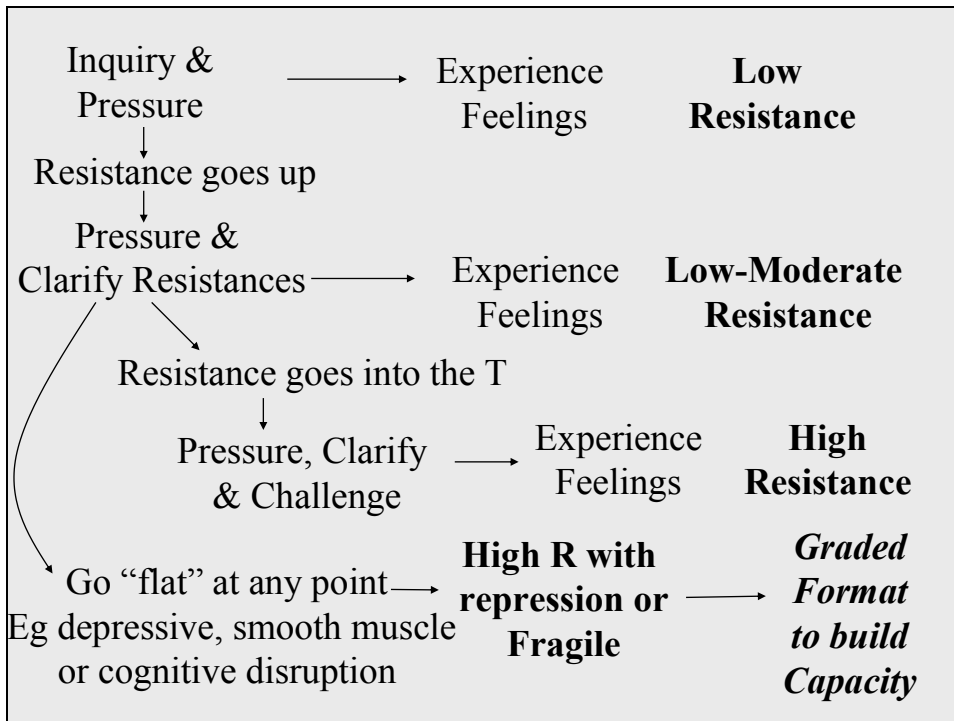 Inquiry &
Pressure
Experience
Feelings
Low
Resistance
Resistance goes up
Pressure &
Clarify Resistances
Experience
Feelings
Low-Moderate
Resistance
Resistance goes into the T
Pressure, Clarify
& Challenge
Experience
Feelings
High
Resistance
Go “flat” at any point
Eg depressive, smooth muscle
or cognitive disruption
High R with
repression or
Fragile
Graded
Format
to build
Capacity